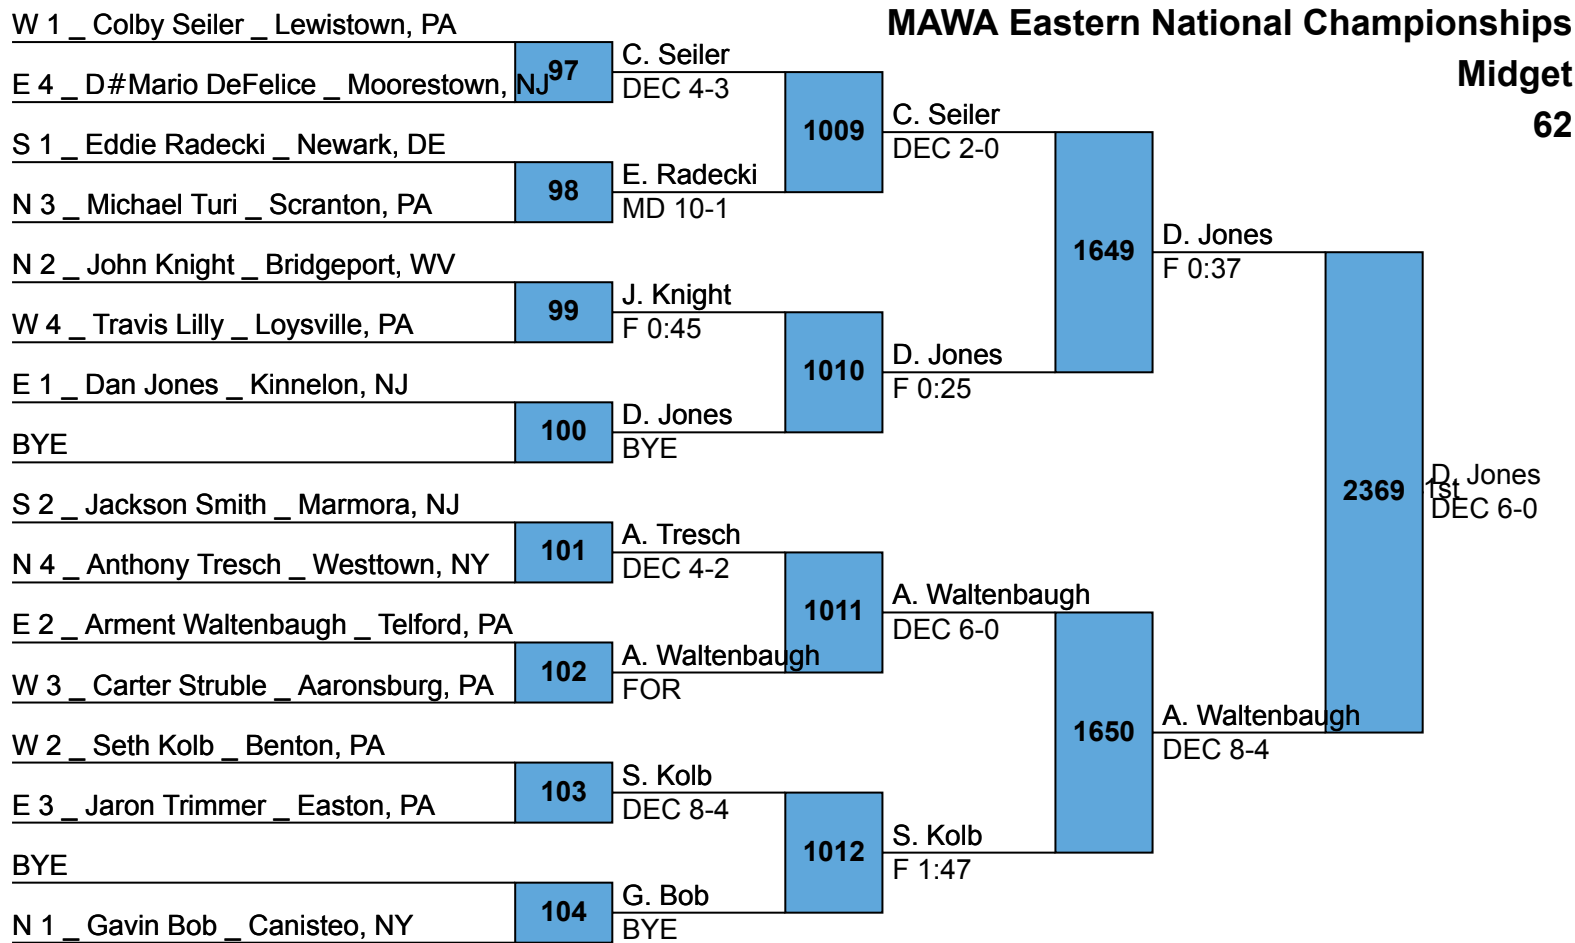 MAWA Eastern National Championships
Midget
62
W 1 _ Colby Seiler _ Lewistown, PA
E 4 _ D#Mario DeFelice _ Moorestown, NJ
97
C. Seiler
DEC 4-3
S 1 _ Eddie Radecki _ Newark, DE
N 3 _ Michael Turi _ Scranton, PA
98
E. Radecki
MD 10-1
1009
C. Seiler
DEC 2-0
N 2 _ John Knight _ Bridgeport, WV
W 4 _ Travis Lilly _ Loysville, PA
99
J. Knight
F 0:45
E 1 _ Dan Jones _ Kinnelon, NJ
BYE
100
D. Jones
BYE
1010
D. Jones
F 0:25
1649
D. Jones
F 0:37
S 2 _ Jackson Smith _ Marmora, NJ
N 4 _ Anthony Tresch _ Westtown, NY
101
A. Tresch
DEC 4-2
E 2 _ Arment Waltenbaugh _ Telford, PA
W 3 _ Carter Struble _ Aaronsburg, PA
102
A. Waltenbaugh
FOR
1011
A. Waltenbaugh
DEC 6-0
W 2 _ Seth Kolb _ Benton, PA
E 3 _ Jaron Trimmer _ Easton, PA
103
S. Kolb
DEC 8-4
BYE
N 1 _ Gavin Bob _ Canisteo, NY
104
G. Bob
BYE
1012
S. Kolb
F 1:47
1650
A. Waltenbaugh
DEC 8-4
2369
1st
D. Jones
DEC 6-0